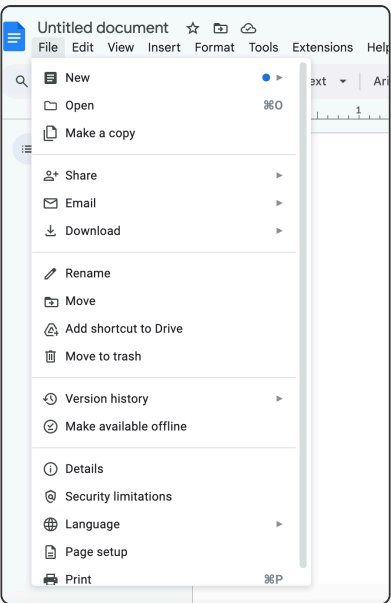 Untitled document
File Edit View Insert Format Tools Extensions Help
ext Ari
New
1
Open ⌘O
Make a copy
Share
Email
Download
Rename
Move
Add shortcut to Drive
Move to trash
Version history
Make available offline
Details
Security limitations
Language
Page setup
Print ⌘P